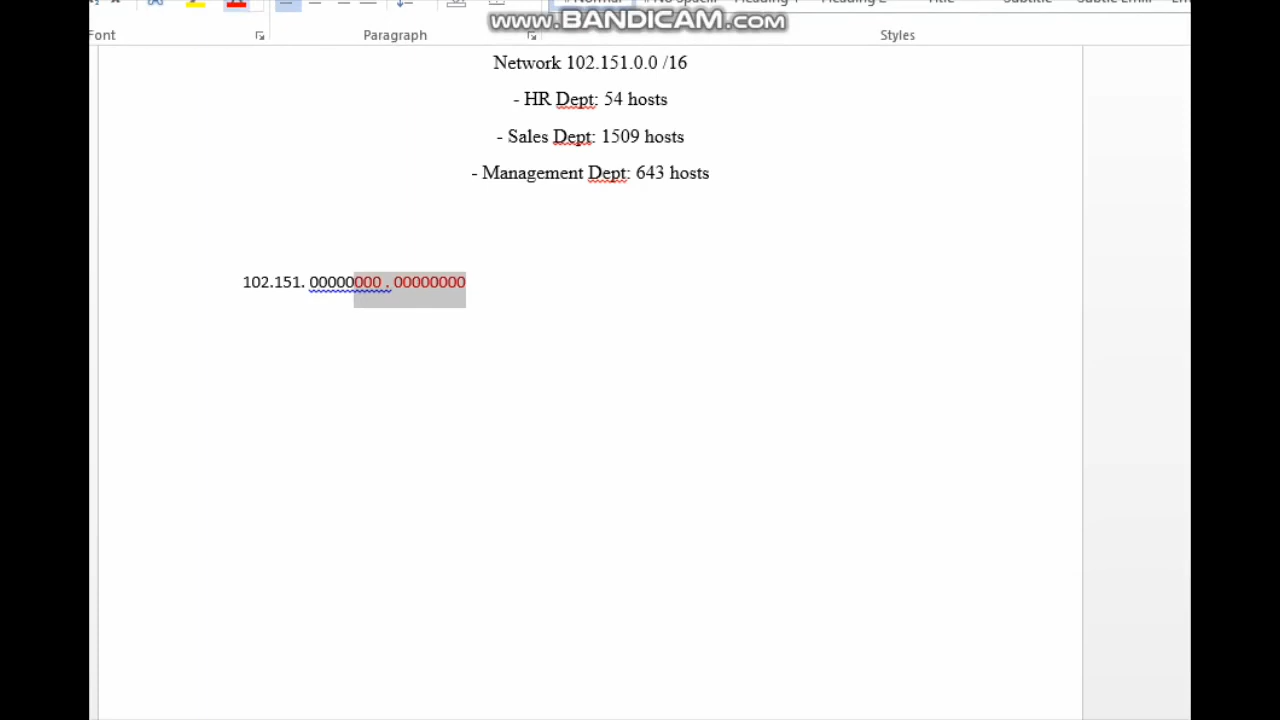 www.BANDICAM.com
Font Paragraph Styles
Network 102.151.0.0 /16
- HR Dept: 54 hosts
- Sales Dept: 1509 hosts
- Management Dept: 643 hosts
102.151. 00000000 . 00000000